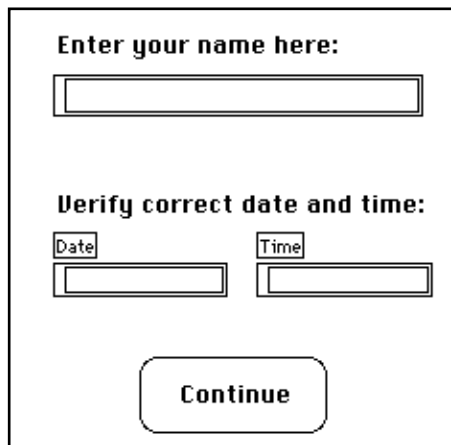 Enter your name here:
Verify correct date and time:
Date Time
Continue